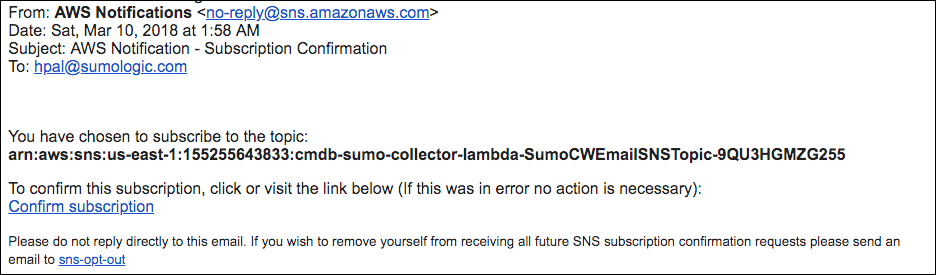 From: AWS Notifications <no-reply@sns.amazonaws.com>
Date: Sat, Mar 10, 2018 at 1:58 AM
Subject: AWS Notification - Subscription Confirmation
To: hpal@sumologic.com
You have chosen to subscribe to the topic:
arn:aws:sns:us-east-1:155255643833:cmdb-sumo-collector-lambda-SumoCWEmailSNSTopic-9QU3HGMZG255
To confirm this subscription, click or visit the link below (If this was in error no action is necessary):
Confirm subscription
Please do not reply directly to this email. If you wish to remove yourself from receiving all future SNS subscription confirmation requests please send an
email to sns-opt-out